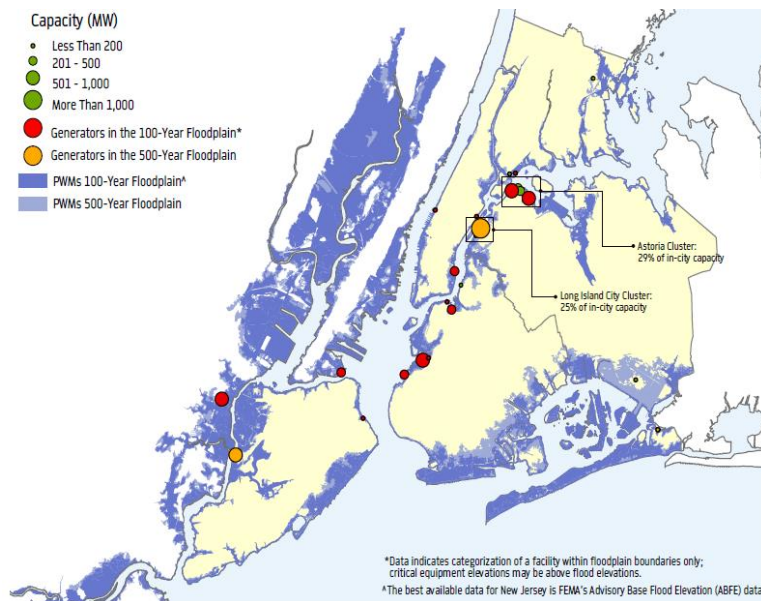 Capacity (MW)
Less Than 200
201 - 500
501 - 1,000
More Than 1,000
Generators in the 100-Year Floodplain*
Generators in the 500-Year Floodplain
PWMs 100-Year Floodplain^
PWMs 500-Year Floodplain
Astoria Cluster:
29% of in-city capacity
Long Island City Cluster:
25% of in-city capacity
*Data indicates categorization of a facility within floodplain boundaries only;
critical equipment elevations may be above flood elevations.
^The best available data for New Jersey is FEMA's Advisory Base Flood Elevation (ABFE) data